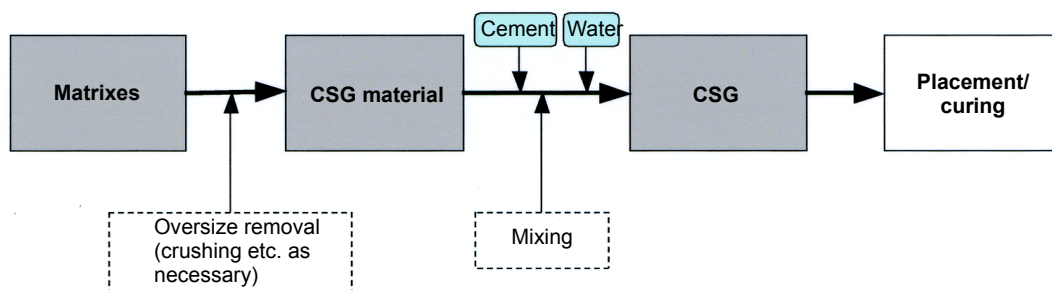 Cement
Water
Matrixes
CSG material
CSG
Placement/
curing
Oversize removal
(crushing etc. as
necessary)
Mixing